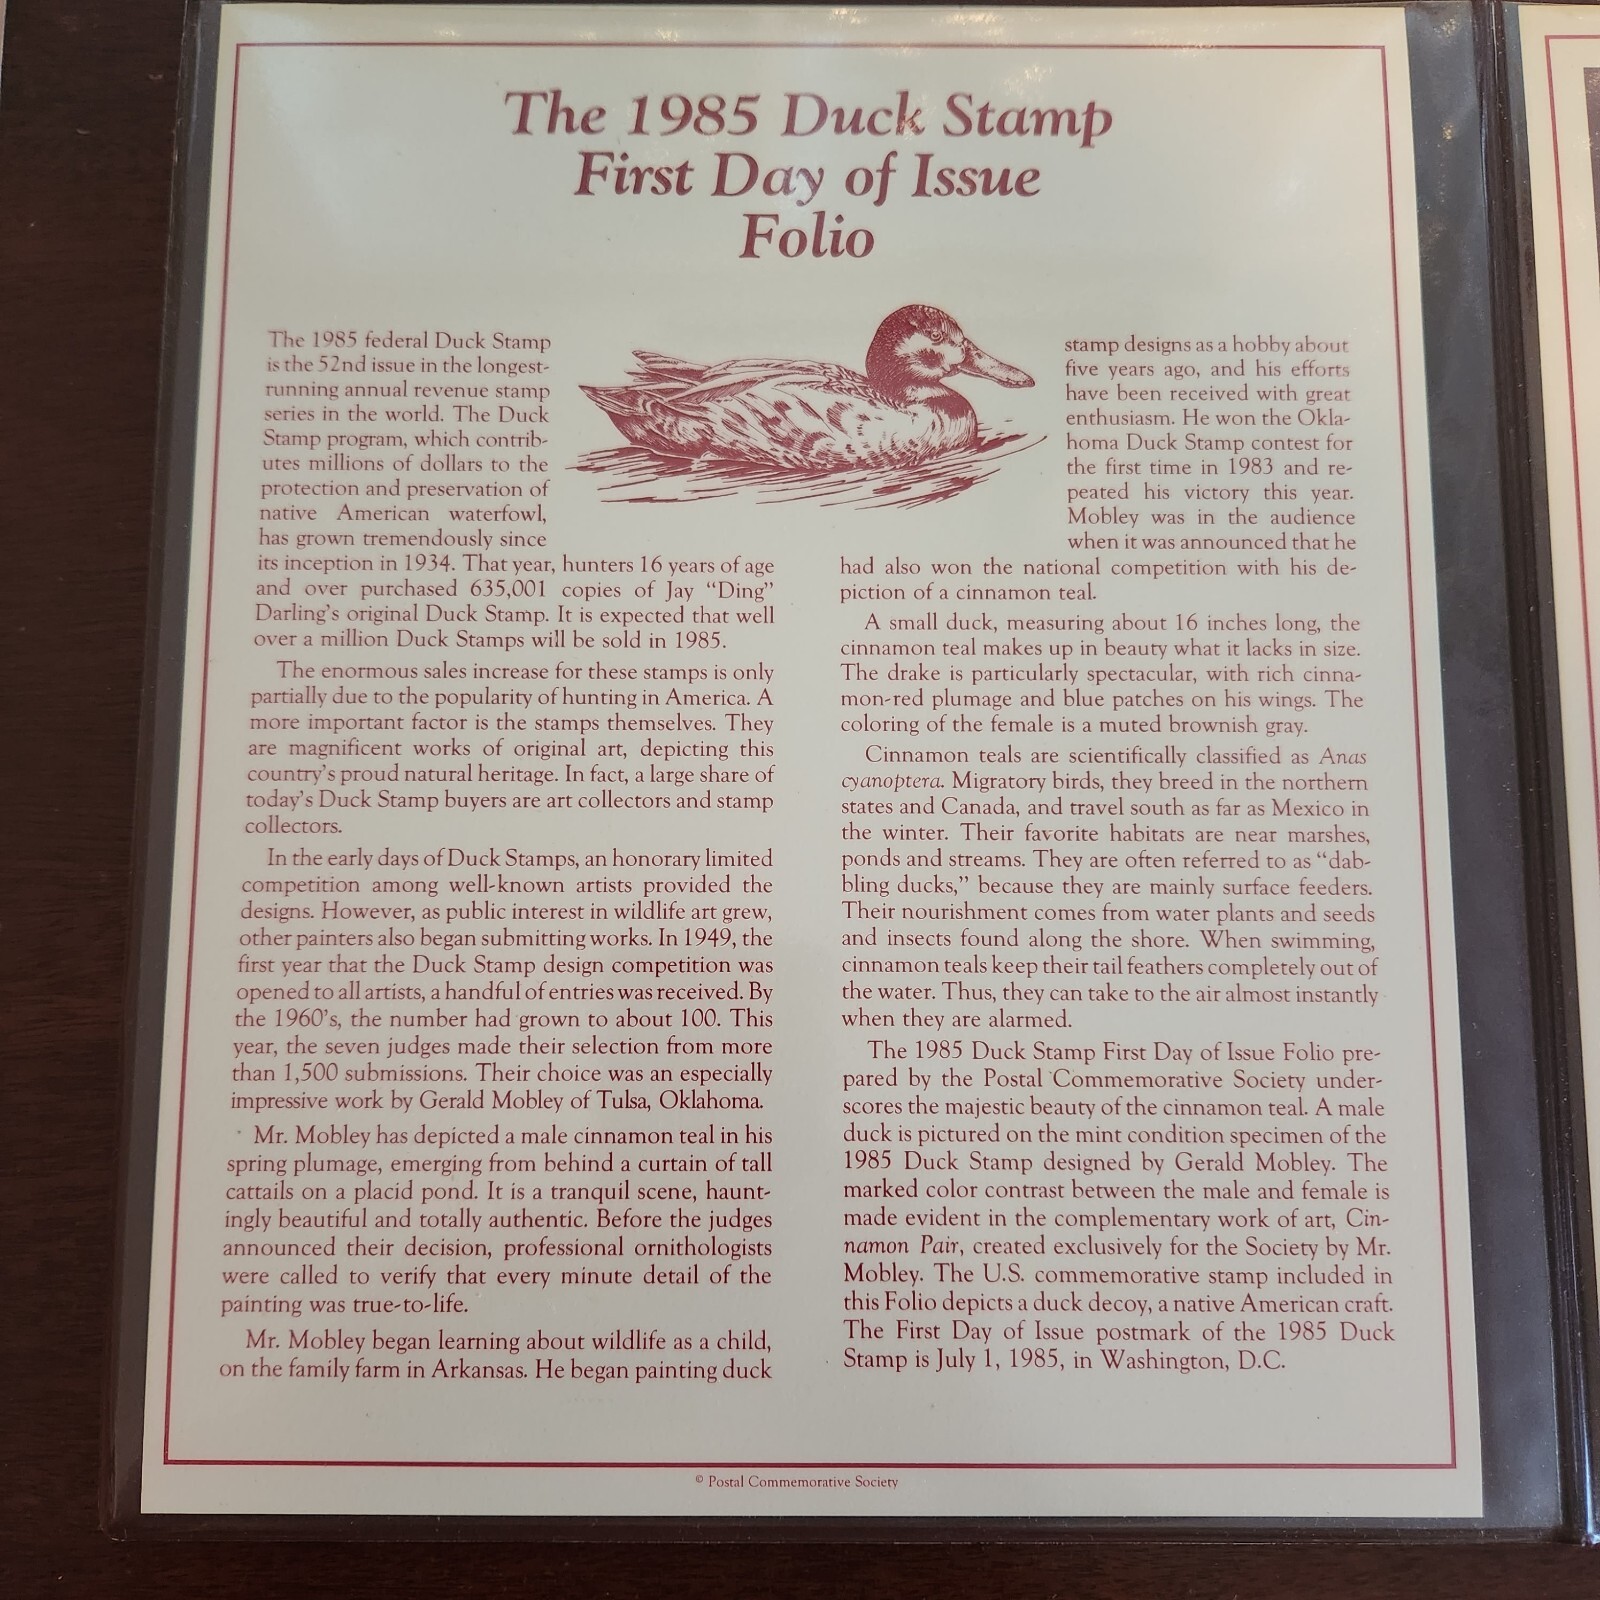 The 1985 Duck Stamp
First Day of Issue
Folio
The 1985 federal Duck Stamp
is the 52nd issue in the longest-
running annual revenue stamp
series in the world. The Duck
Stamp program, which contrib-
utes millions of dollars to the
protection and preservation of
native American waterfowl,
has grown tremendously since
its inception in 1934. That year, hunters 16 years of age
and over purchased 635,001 copies of Jay “Ding”
Darling’s original Duck Stamp. It is expected that well
over a million Duck Stamps will be sold in 1985.
The enormous sales increase for these stamps is only
partially due to the popularity of hunting in America. A
more important factor is the stamps themselves. They
are magnificent works of original art, depicting this
country’s proud natural heritage. In fact, a large share of
today’s Duck Stamp buyers are art collectors and stamp
collectors.
In the early days of Duck Stamps, an honorary limited
competition among well-known artists provided the
designs. However, as public interest in wildlife art grew,
other painters also began submitting works. In 1949, the
first year that the Duck Stamp design competition was
opened to all artists, a handful of entries was received. By
the 1960’s, the number had grown to about 100. This
year, the seven judges made their selection from more
than 1,500 submissions. Their choice was an especially
impressive work by Gerald Mobley of Tulsa, Oklahoma.
Mr. Mobley has depicted a male cinnamon teal in his
spring plumage, emerging from behind a curtain of tall
cattails on a placid pond. It is a tranquil scene, haunt-
ingly beautiful and totally authentic. Before the judges
announced their decision, professional ornithologists
were called to verify that every minute detail of the
painting was true-to-life.
Mr. Mobley began learning about wildlife as a child,
on the family farm in Arkansas. He began painting duck
stamp designs as a hobby about
five years ago, and his efforts
have been received with great
enthusiasm. He won the Okla-
homa Duck Stamp contest for
the first time in 1983 and re-
peated his victory this year.
Mobley was in the audience
when it was announced that he
had also won the national competition with his de-
piction of a cinnamon teal.
A small duck, measuring about 16 inches long, the
cinnamon teal makes up in beauty what it lacks in size.
The drake is particularly spectacular, with rich cinna-
mon-red plumage and blue patches on his wings. The
coloring of the female is a muted brownish gray.
Cinnamon teals are scientifically classified as Anas
cyanoptera. Migratory birds, they breed in the northern
states and Canada, and travel south as far as Mexico in
the winter. Their favorite habitats are near marshes,
ponds and streams. They are often referred to as “dab-
bling ducks,” because they are mainly surface feeders.
Their nourishment comes from water plants and seeds
and insects found along the shore. When swimming,
cinnamon teals keep their tail feathers completely out of
the water. Thus, they can take to the air almost instantly
when they are alarmed.
The 1985 Duck Stamp First Day of Issue Folio pre-
pared by the Postal Commemorative Society under-
scores the majestic beauty of the cinnamon teal. A male
duck is pictured on the mint condition specimen of the
1985 Duck Stamp designed by Gerald Mobley. The
marked color contrast between the male and female is
made evident in the complementary work of art, Cin-
namon Pair, created exclusively for the Society by Mr.
Mobley. The U.S. commemorative stamp included in
this Folio depicts a duck decoy, a native American craft.
The First Day of Issue postmark of the 1985 Duck
Stamp is July 1, 1985, in Washington, D.C.
© Postal Commemorative Society